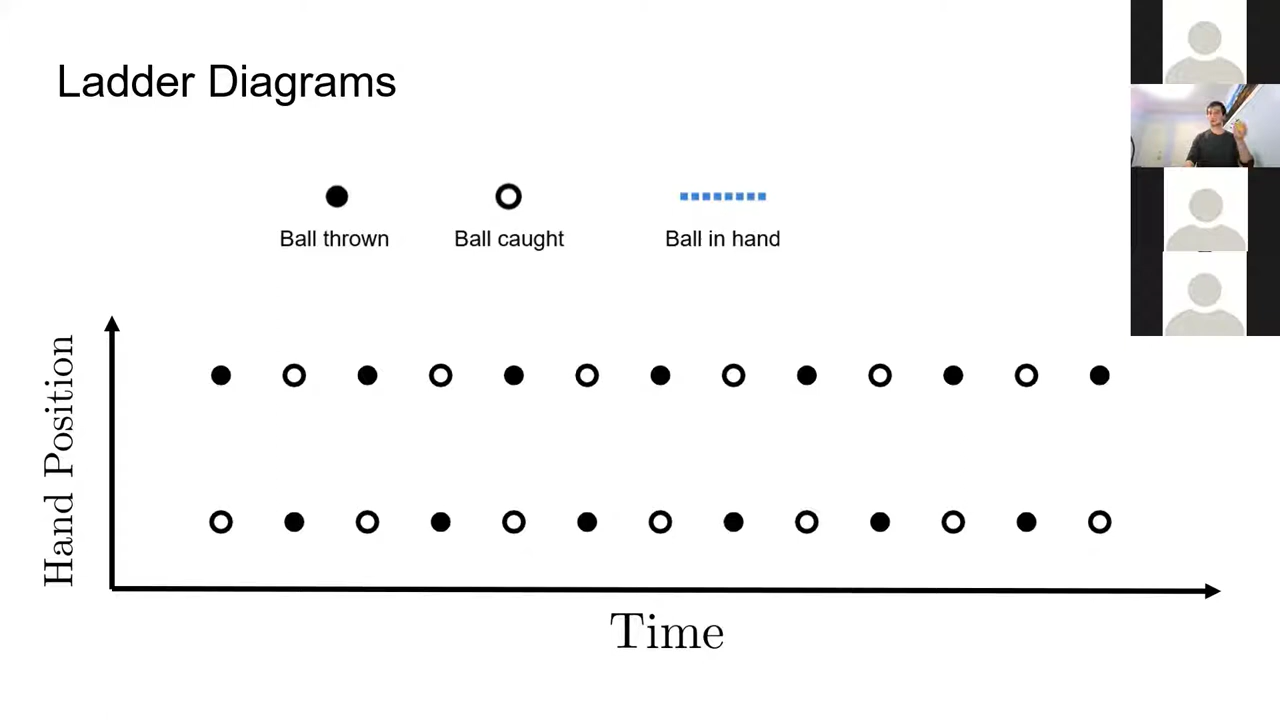 Ladder Diagrams
Ball thrown
Ball caught
Ball in hand
Hand Position
Time